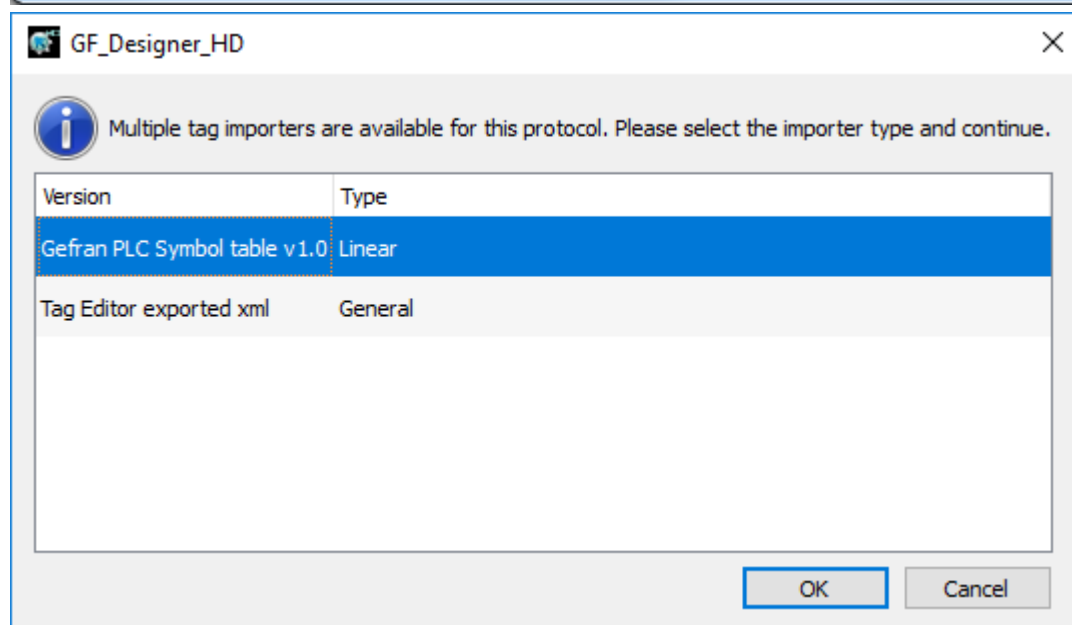 GF_Designer_HD
Multiple tag importers are available for this protocol. Please select the importer type and continue.
Version Type
Gefran PLC Symbol table v1.0 Linear
Tag Editor exported xml General
OK Cancel